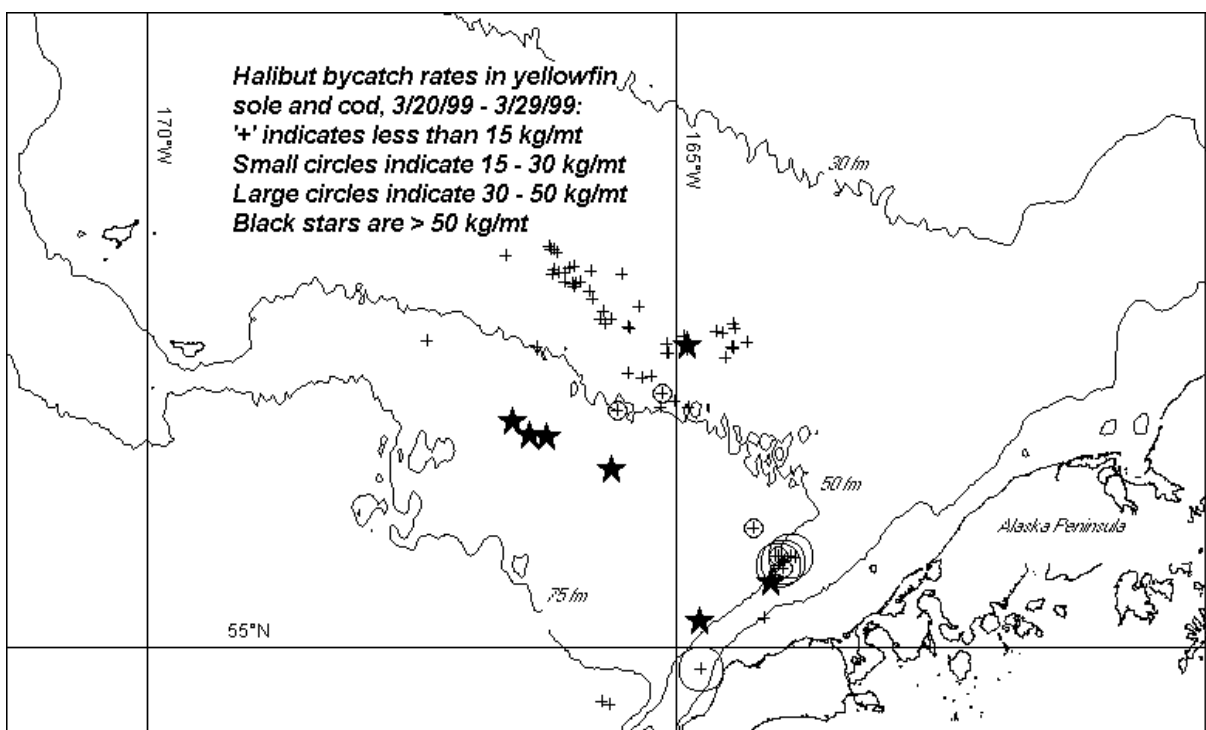 Halibut bycatch rates in yellowfin
sole and cod, 3/20/99 - 3/29/99:
'+' indicates less than 15 kg/mt
Small circles indicate 15 - 30 kg/mt
Large circles indicate 30 - 50 kg/mt
Black stars are > 50 kg/mt
170°W
165°W
30 fm
50 fm
Alaska Peninsula
75 fm
55°N